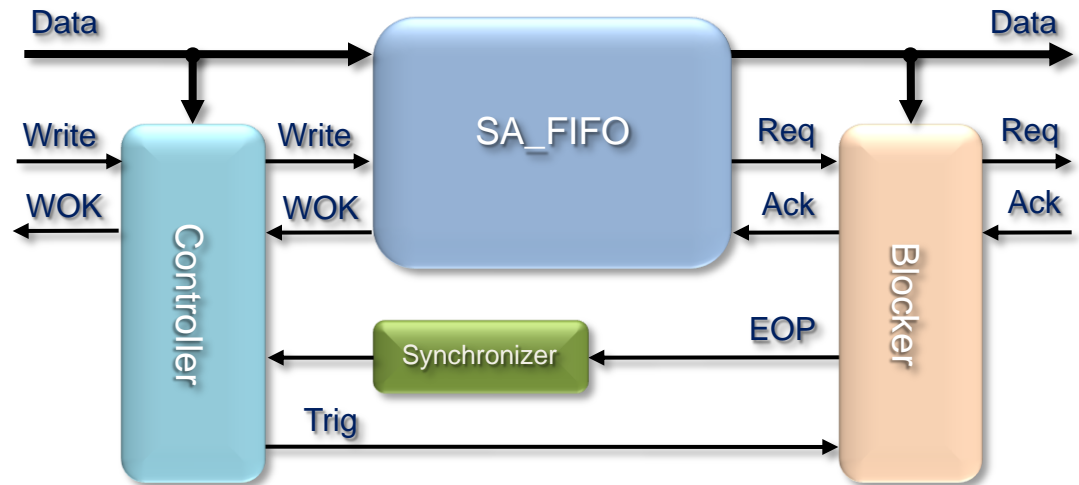 Data
Data
Write
Write
SA_FIFO
Req
Req
WOK
WOK
Ack
Ack
Controller
Blocker
Synchronizer
EOP
Trig